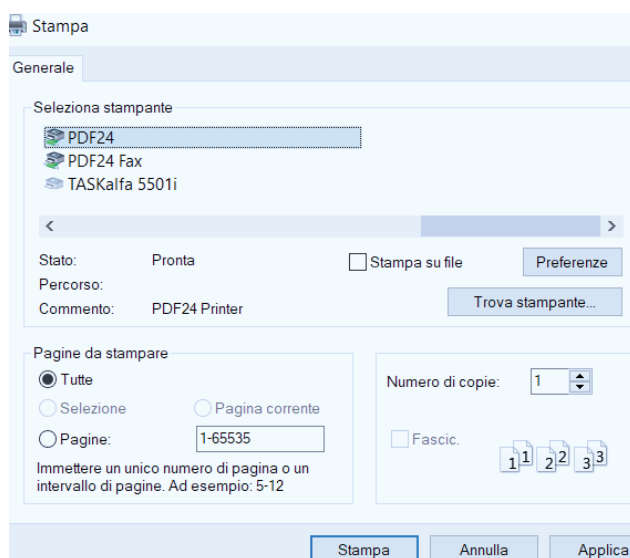 Stampa
Generale
Seleziona stampante
PDF24
PDF24 Fax
TASKalfa 5501i
Stato: Pronta
Stampa su file
Preferenze
Percorso:
Trova stampante...
Commento: PDF24 Printer
Pagine da stampare
Tutte
Selezione
Pagina corrente
Pagine: 1-65535
Immettere un unico numero di pagina o un
intervallo di pagine. Ad esempio: 5-12
Numero di copie: 1
Fascic.
1 1 2 2 3 3
Stampa
Annulla
Applica